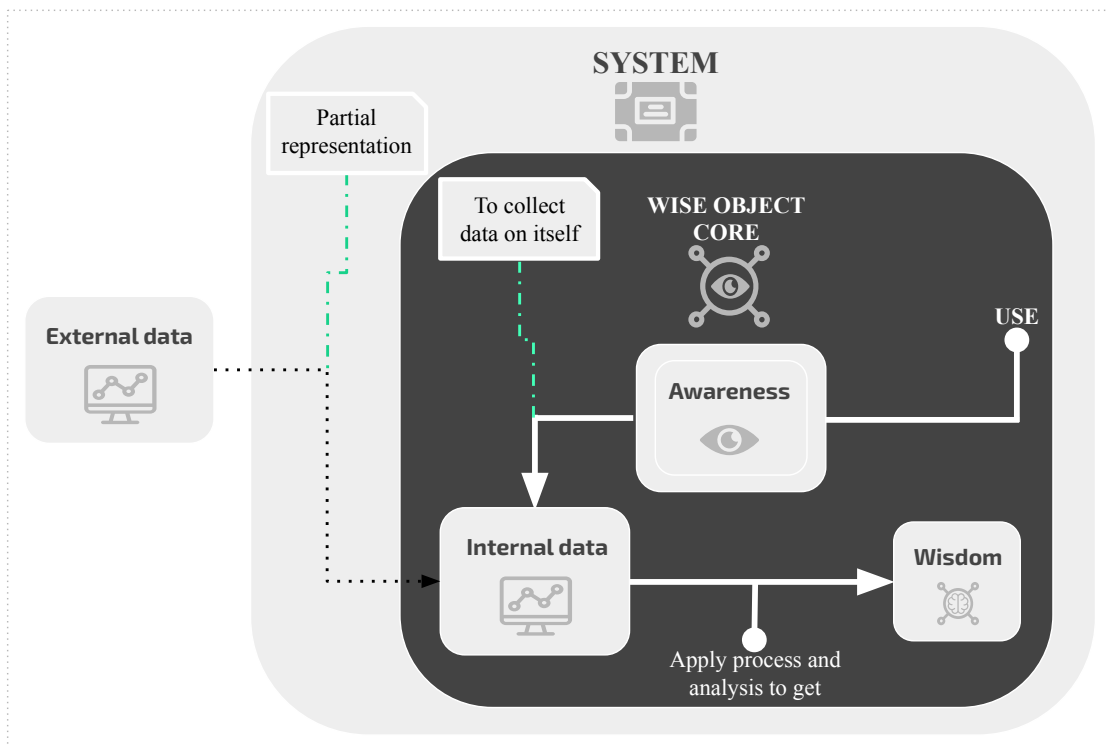 SYSTEM
Partial
representation
To collect
data on itself
WISE OBJECT
CORE
USE
External data
Awareness
Internal data
Wisdom
Apply process and
analysis to get